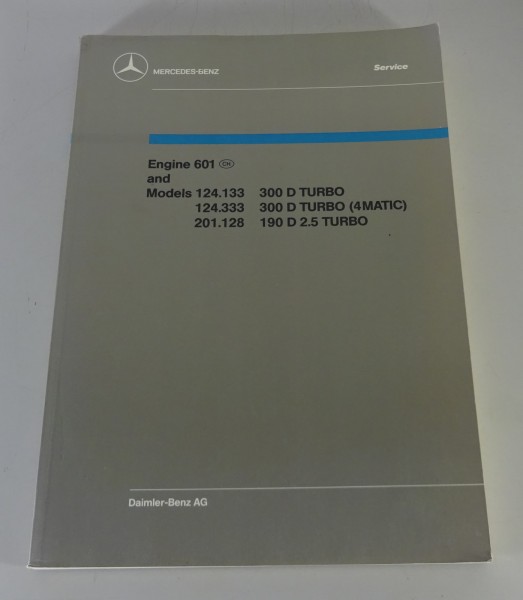 MERCEDES-BENZ Service
Engine 601 CH
and
Models 124.133 300 D TURBO
124.333 300 D TURBO (4MATIC)
201.128 190 D 2.5 TURBO
Daimler-Benz AG